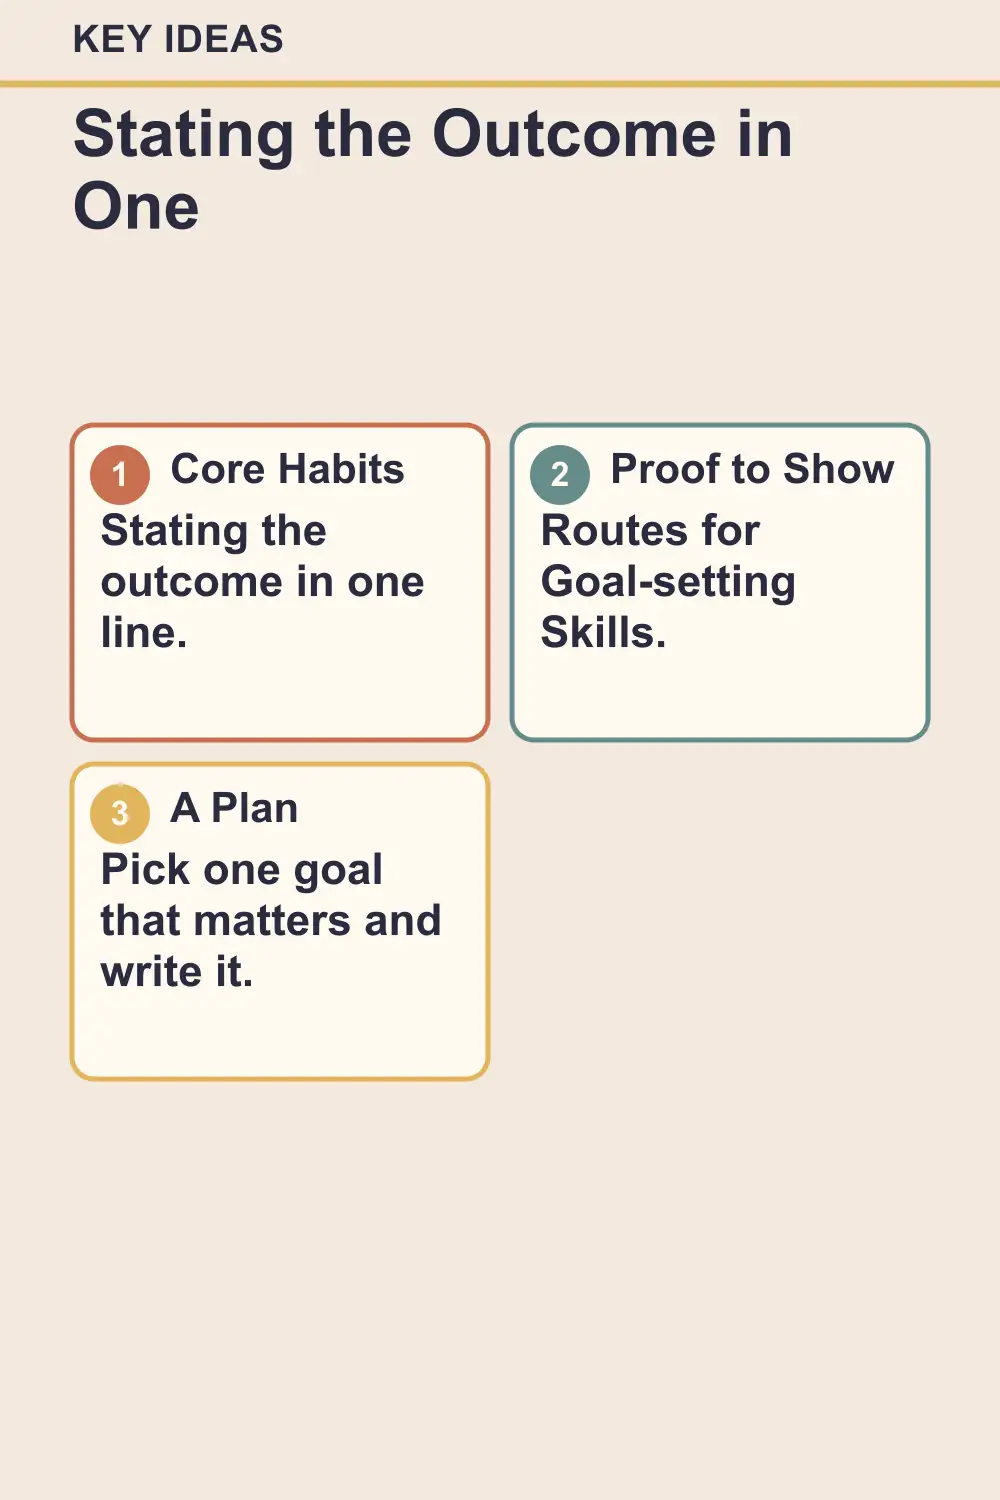 KEY IDEAS
Stating the Outcome in
One
1 Core Habits
Stating the
outcome in one
line.
2 Proof to Show
Routes for
Goal-setting
Skills.
3 A Plan
Pick one goal
that matters and
write it.